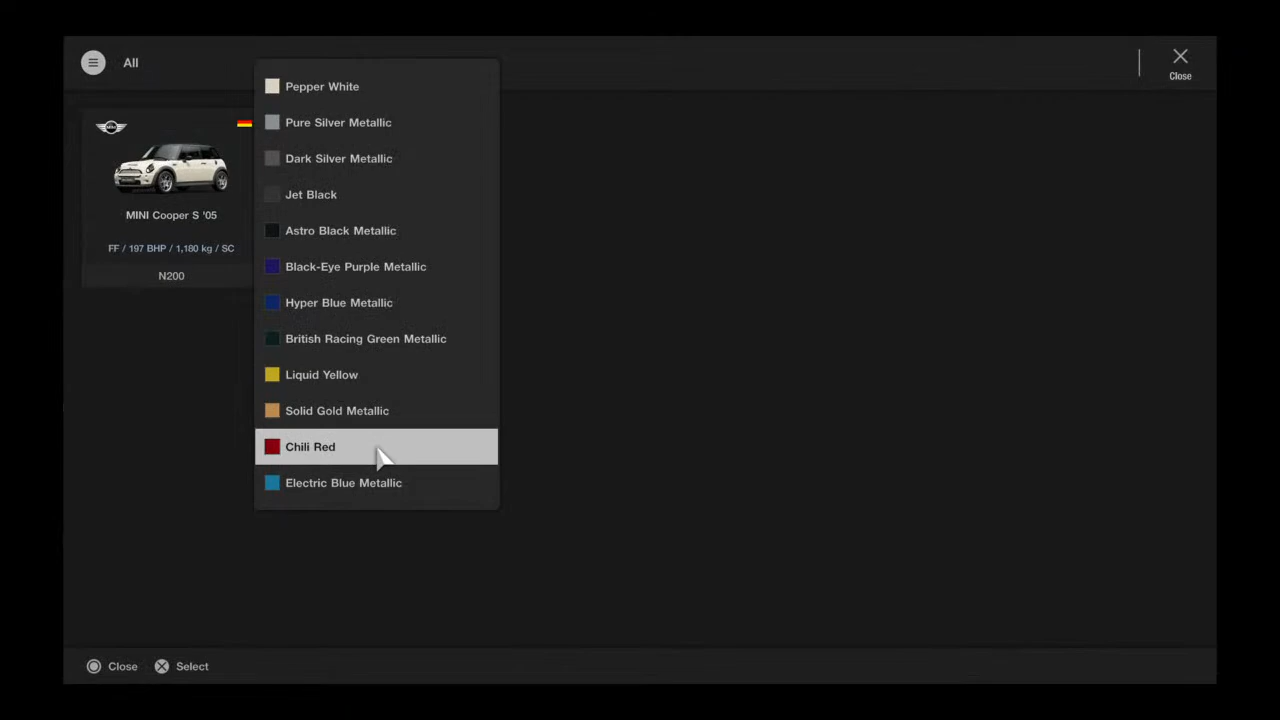 All
Close
MINI Cooper S '05
FF / 197 BHP / 1,180 kg / SC
N200
Pepper White
Pure Silver Metallic
Dark Silver Metallic
Jet Black
Astro Black Metallic
Black-Eye Purple Metallic
Hyper Blue Metallic
British Racing Green Metallic
Liquid Yellow
Solid Gold Metallic
Chili Red
Electric Blue Metallic
Close Select